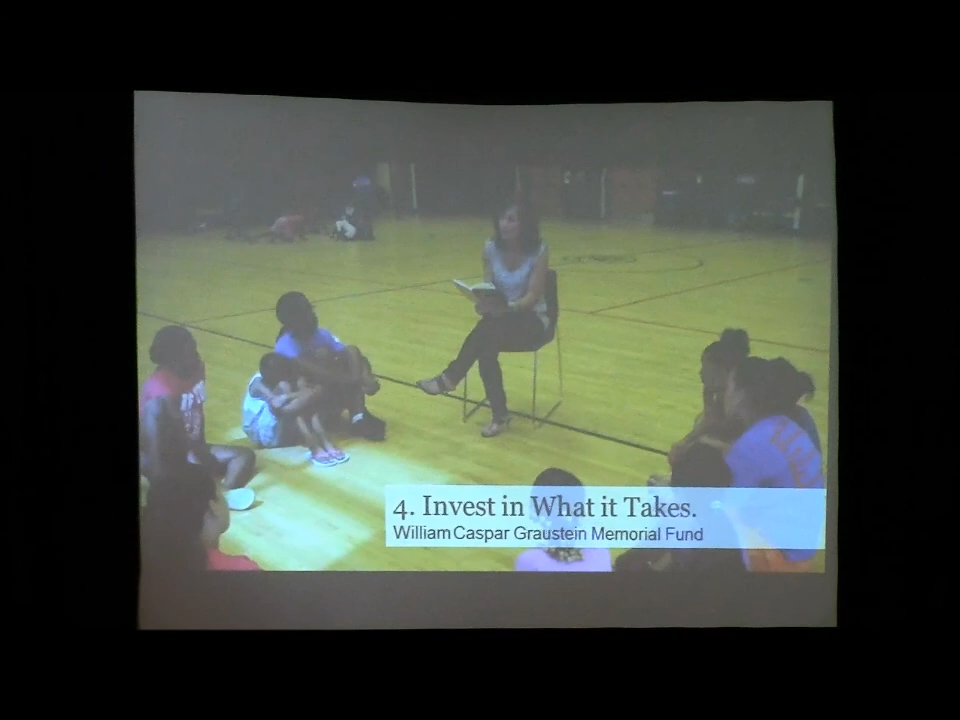 4. Invest in What it Takes.
William Caspar Graustein Memorial Fund